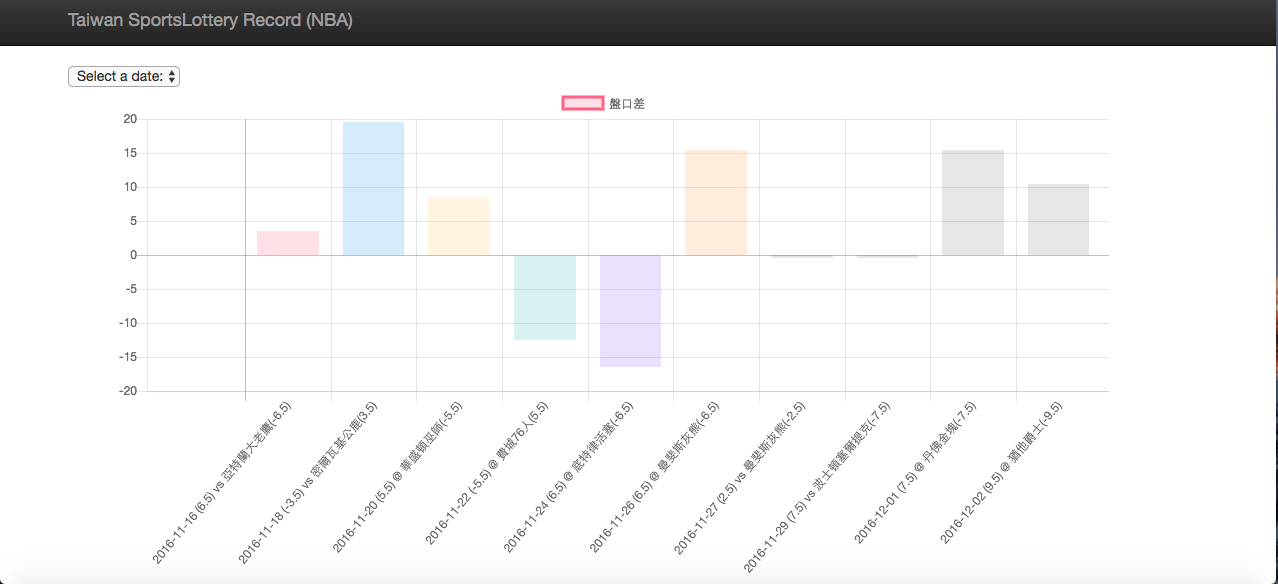 Taiwan SportsLottery Record (NBA)
Select a date:
盤口差
20
15
10
5
0
-5
-10
-15
-20
2016-11-16 (6.5) vs 亞特蘭大老鷹(-6.5)
2016-11-18 (-3.5) vs 密爾瓦基公鹿(3.5)
2016-11-20 (5.5) @ 華盛頓巫師(-5.5)
2016-11-22 (-5.5) @ 費城76人(5.5)
2016-11-24 (6.5) @ 底特律活塞(-6.5)
2016-11-26 (6.5) @ 曼斐斯灰熊(-6.5)
2016-11-27 (2.5) vs 曼斐斯灰熊(-2.5)
2016-11-29 (7.5) vs 波士頓塞爾提克(-7.5)
2016-12-01 (7.5) @ 丹佛金塊(-7.5)
2016-12-02 (9.5) @ 猶他爵士(-9.5)